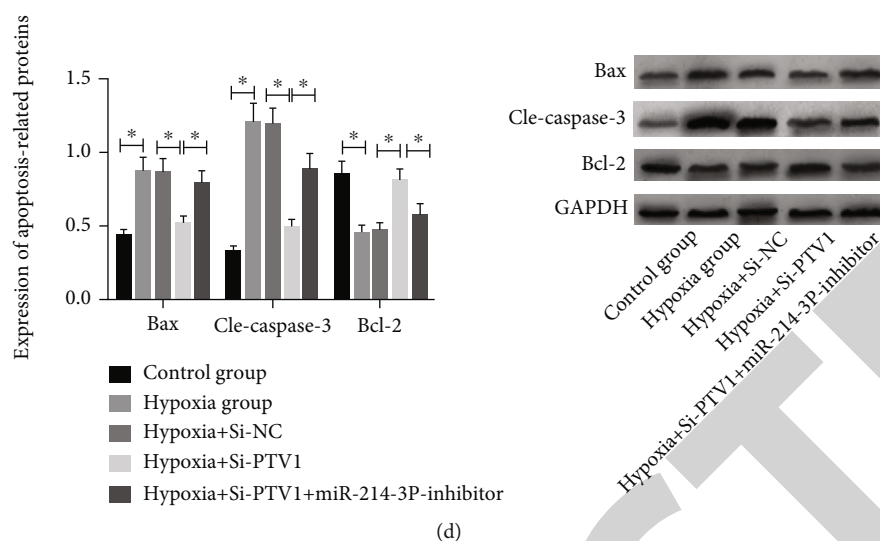 Expression of apoptosis-related proteins
1.5
1.0
0.5
0.0
* * *
* * *
* * *
Bax Cle-caspase-3 Bcl-2
Control group
Hypoxia group
Hypoxia+Si-NC
Hypoxia+Si-PTV1
Hypoxia+Si-PTV1+miR-214-3P-inhibitor
Bax
Cle-caspase-3
Bcl-2
GAPDH
Control group
Hypoxia group
Hypoxia+Si-NC
Hypoxia+Si-PTV1
Hypoxia+Si-PTV1+miR-214-3P-inhibitor
(d)